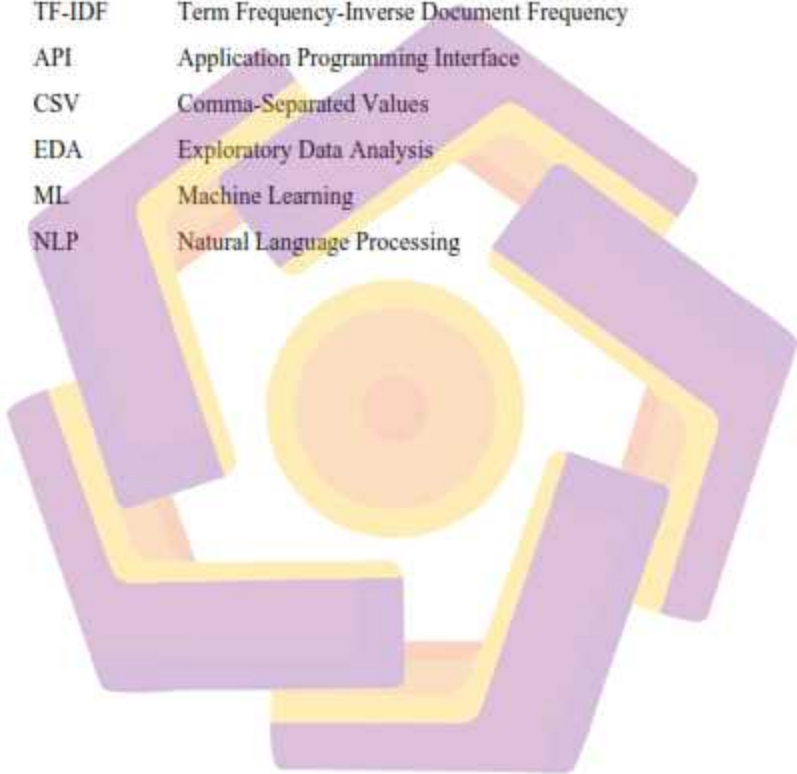 TF-IDF Term Frequency-Inverse Document Frequency
API Application Programming Interface
CSV Comma-Separated Values
EDA Exploratory Data Analysis
ML Machine Learning
NLP Natural Language Processing